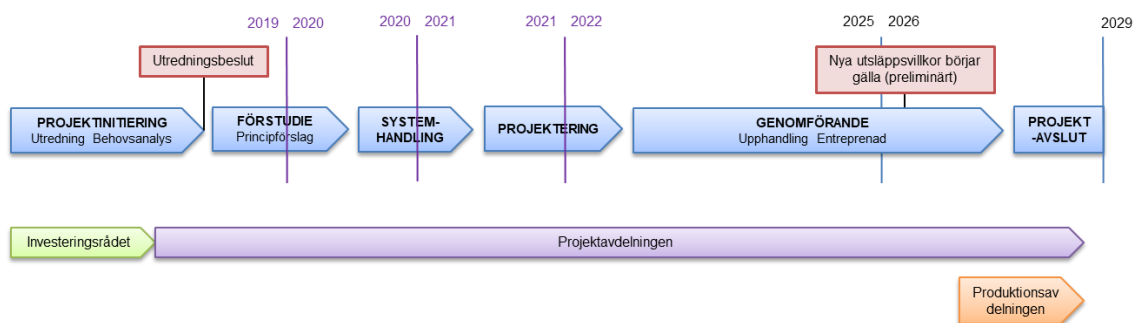 2019 2020
2020 2021
2021 2022
2025 2026
2029
Utredningsbeslut
Nya utsläppsvillkor börjar
gälla (preliminärt)
PROJEKTINITIERING
Utredning Behovsanalys
FÖRSTUDIE
Principförslag
SYSTEM-
HANDLING
PROJEKTERING
GENOMFÖRANDE
Upphandling Entreprenad
PROJEKT
-AVSLUT
Investeringsrådet
Projektavdelningen
Produktionsav
delningen